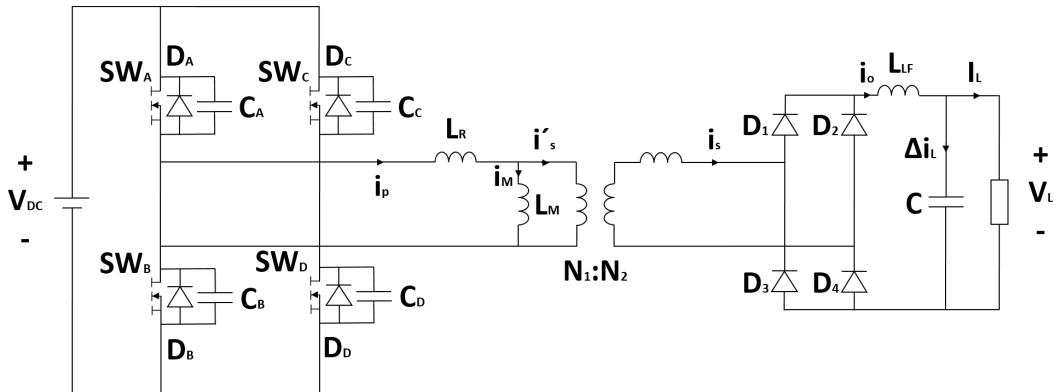 DA
DC
SWA
SWC
CA
CC
+
VDC
-
LR
i´s
iM
ip
LM
N1:N2
is
io
LLF
IL
D1
D2
ΔiL
C
+
VL
-
D3
D4
SWB
SWD
CB
CD
DB
DD